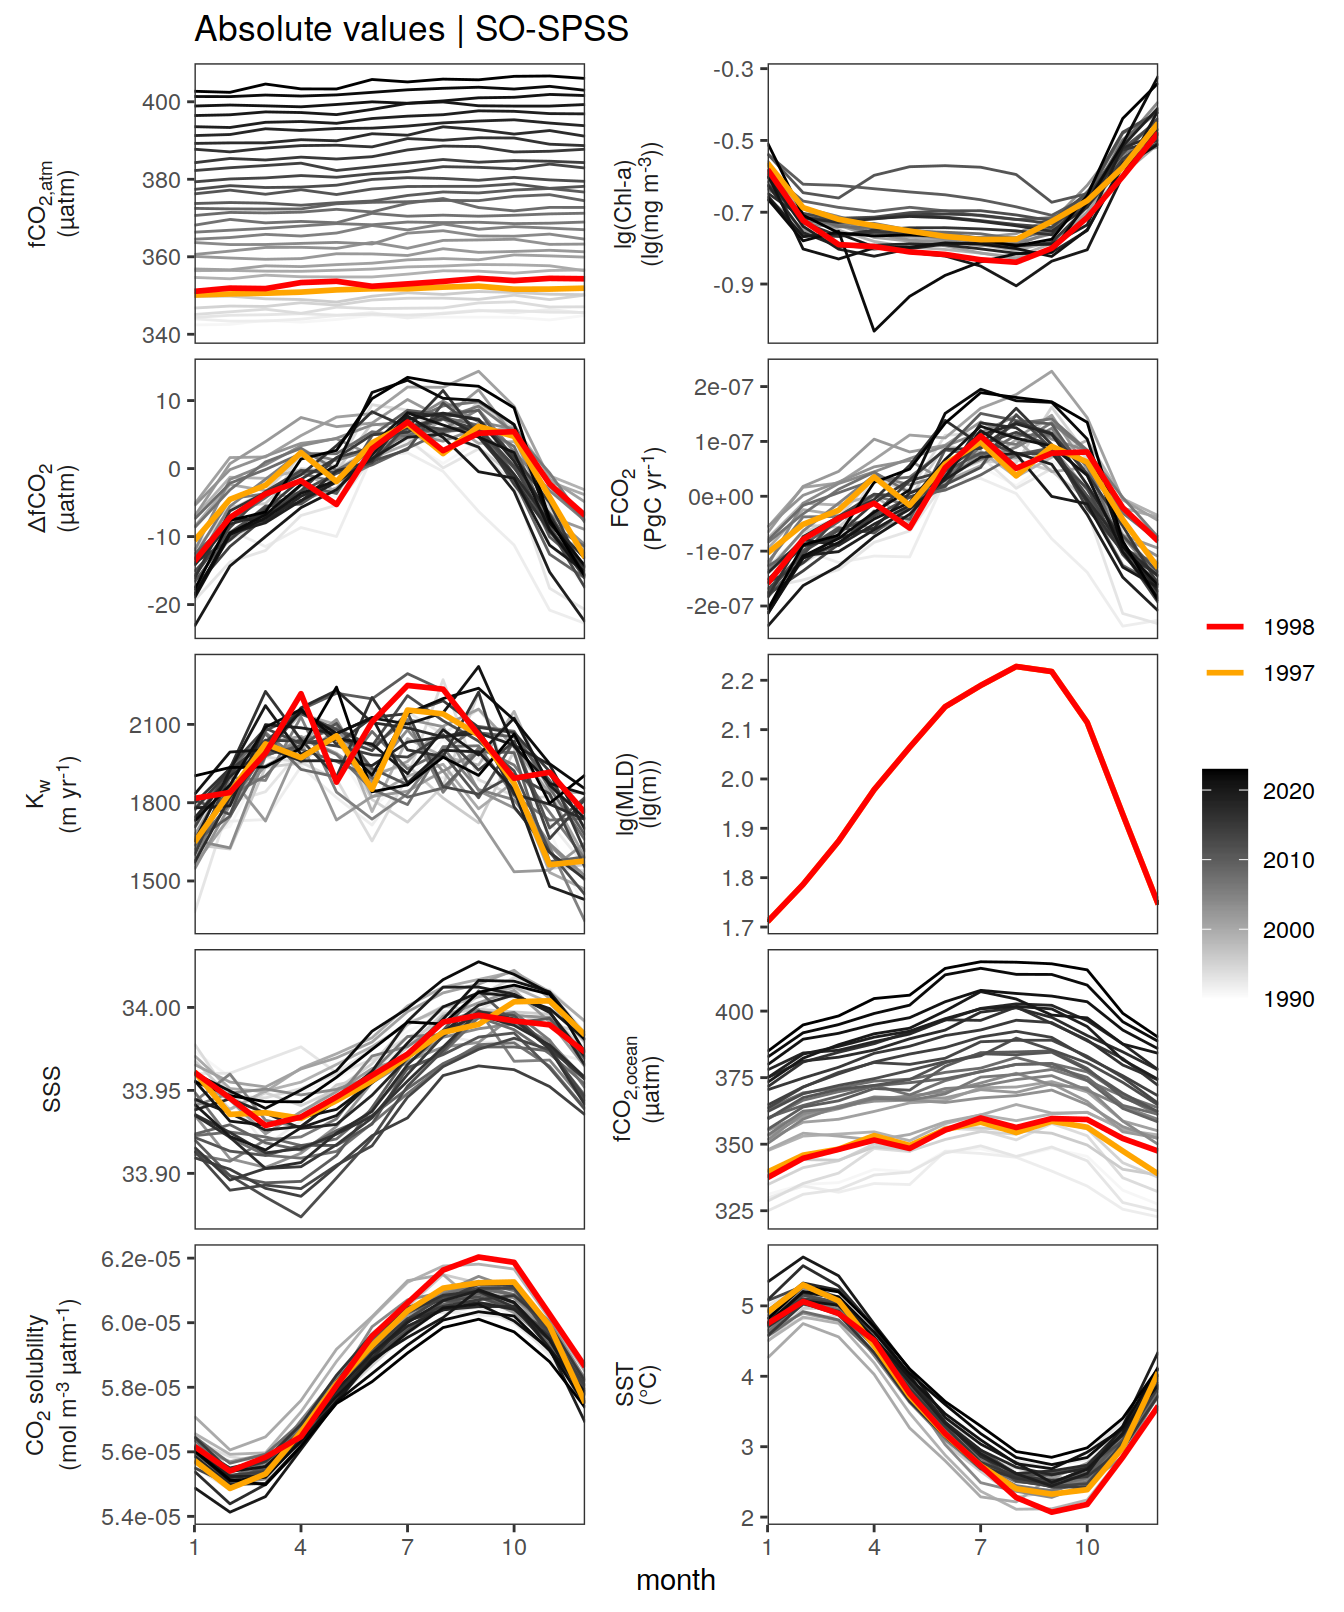 Absolute values | SO-SPSS
fCO2,atm
(µatm)
400
380
360
340
lg(Chl-a)
(lg(mg m-3))
-0.3
-0.5
-0.7
-0.9
ΔfCO2
(µatm)
10
0
-10
-20
FCO2
(PgC yr-1)
2e-07
1e-07
0e+00
-1e-07
-2e-07
Kw
(m yr-1)
2100
1800
1500
lg(MLD)
(lg(m))
2.2
2.1
2.0
1.9
1.8
1.7
SSS
34.00
33.95
33.90
fCO2,ocean
(µatm)
400
375
350
325
CO2 solubility
(mol m-3 µatm-1)
6.2e-05
6.0e-05
5.8e-05
5.6e-05
5.4e-05
SST
(°C)
5
4
3
2
1 4 7 10
1 4 7 10
month
1998
1997
2020
2010
2000
1990